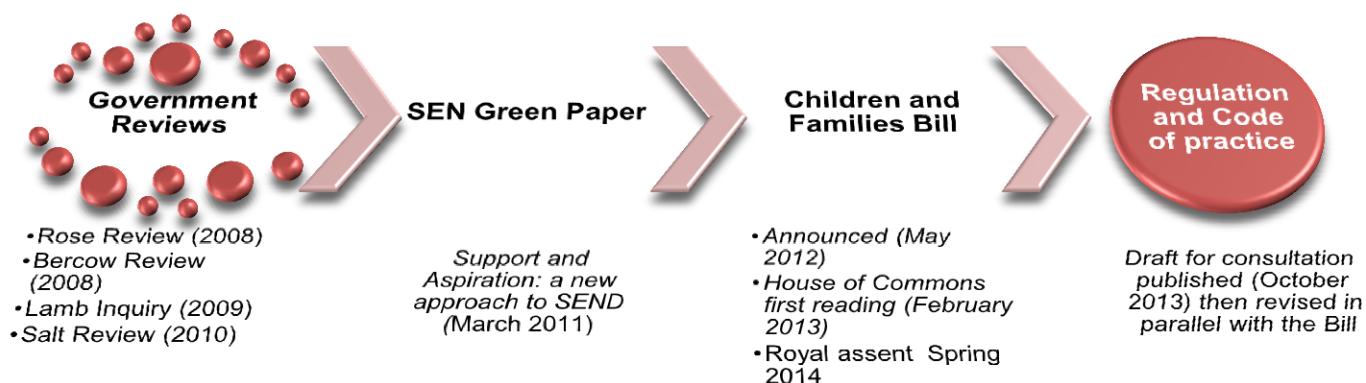 Government
Reviews
•Rose Review (2008)
•Bercow Review
(2008)
•Lamb Inquiry (2009)
•Salt Review (2010)
SEN Green Paper
Support and
Aspiration: a new
approach to SEND
(March 2011)
Children and
Families Bill
•Announced (May
2012)
•House of Commons
first reading (February
2013)
•Royal assent Spring
2014
Regulation
and Code
of practice
Draft for consultation
published (October
2013) then revised in
parallel with the Bill